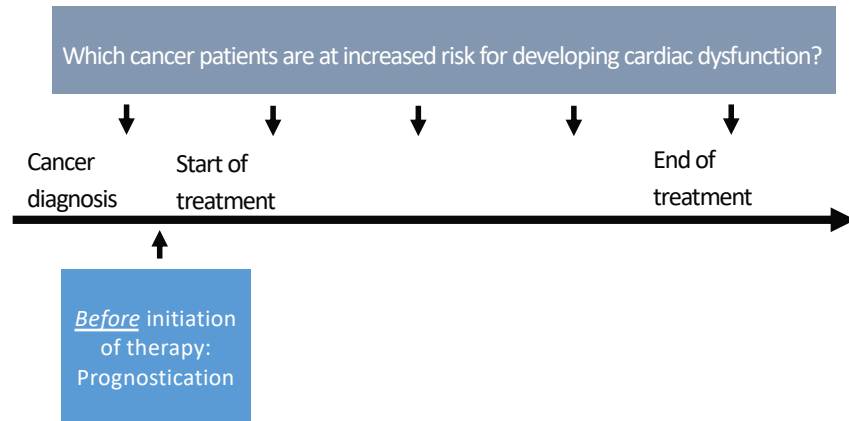 Which cancer patients are at increased risk for developing cardiac dysfunction?
Cancer
diagnosis
Start of
treatment
End of
treatment
Before initiation
of therapy:
Prognostication